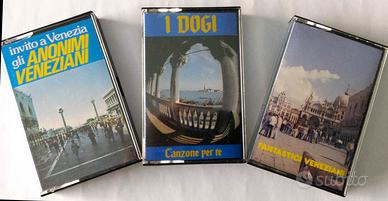 invito a Venezia
gli ANONIMI
VENEZIANI
I DOGI
Canzone per te
FANTASTICI VENEZIANI
subito